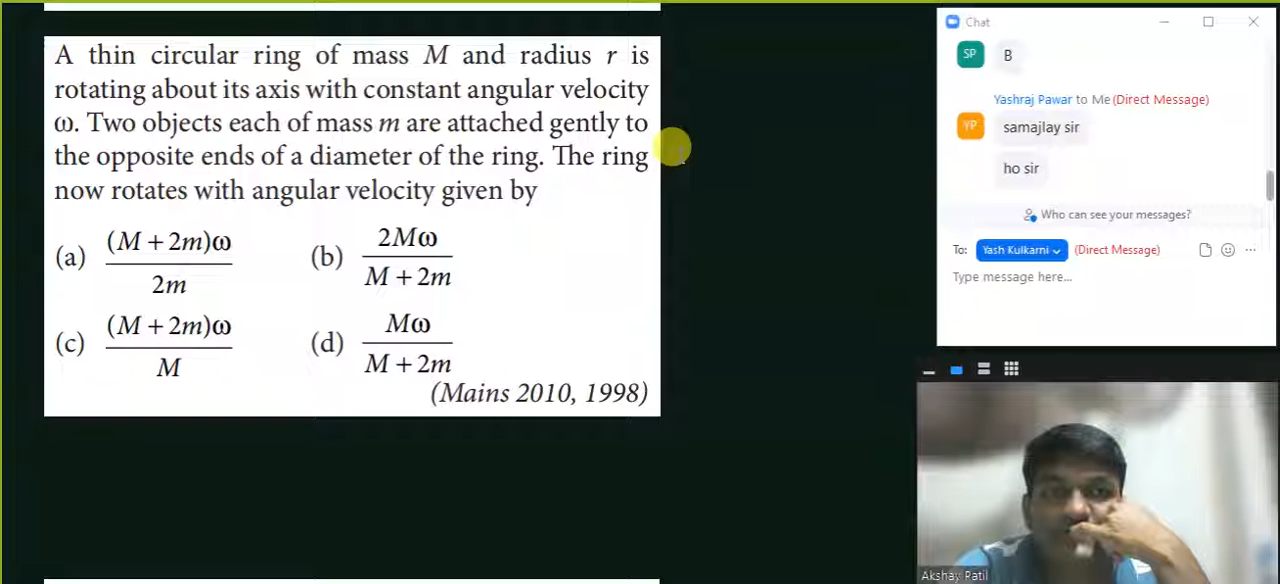 A thin circular ring of mass M and radius r is
rotating about its axis with constant angular velocity
ω. Two objects each of mass m are attached gently to
the opposite ends of a diameter of the ring. The ring
now rotates with angular velocity given by
(a) (M + 2m)ω / 2m (b) 2Mω / M + 2m
(c) (M + 2m)ω / M (d) Mω / M + 2m
(Mains 2010, 1998)
Chat
SP B
Yashraj Pawar to Me (Direct Message)
YP samajlay sir
ho sir
Who can see your messages?
To: Yash Kulkarni (Direct Message)
Type message here...
Akshay Patil